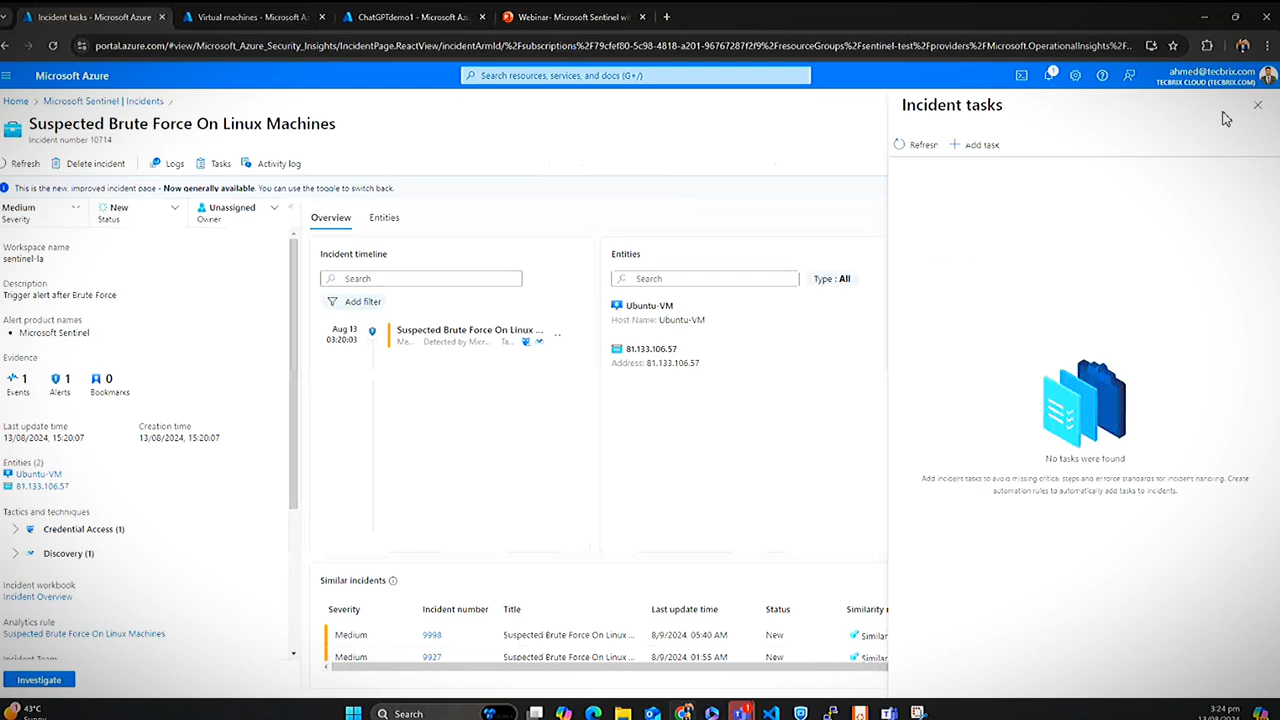 Incident tasks - Microsoft Azure
Virtual machines - Microsoft A
ChatGPTdemo1 - Microsoft Az
Webinar- Microsoft Sentinel wi
portal.azure.com/#view/Microsoft_Azure_Security_Insights/IncidentPage.ReactView/incidentArmId/%2Fsubscriptions%2F79cfef80-5c98-4818-a201-96767287f2f9%2FresourceGroups%2Fsentinel-test%2Fproviders%2FMicrosoft.OperationalInsights%2...
Microsoft Azure
Search resources, services, and docs (G+/)
1
ahmed@tecbrix.com
TECBRIX CLOUD (TECBRIX.COM)
Home > Microsoft Sentinel | Incidents >
Suspected Brute Force On Linux Machines
Incident number 10714
Refresh
Delete incident
Logs
Tasks
Activity log
This is the new, improved incident page - Now generally available. You can use the toggle to switch back.
Medium
Severity
New
Status
Unassigned
Owner
Workspace name
sentinel-la
Description
Trigger alert after Brute Force
Alert product names
• Microsoft Sentinel
Evidence
1
Events
1
Alerts
0
Bookmarks
Last update time
13/08/2024, 15:20:07
Creation time
13/08/2024, 15:20:07
Entities (2)
Ubuntu-VM
81.133.106.57
Tactics and techniques
Credential Access (1)
Discovery (1)
Incident workbook
Incident Overview
Analytics rule
Suspected Brute Force On Linux Machines
Incident Team
Investigate
Overview
Entities
Incident timeline
Search
Add filter
Aug 13
03:20:03
Suspected Brute Force On Linux ...
Me... Detected by Micr... Ta...
Entities
Search
Type : All
Ubuntu-VM
Host Name: Ubuntu-VM
81.133.106.57
Address: 81.133.106.57
Similar incidents
Severity Incident number Title Last update time Status Similarity r
Medium 9998 Suspected Brute Force On Linux ... 8/9/2024, 05:40 AM New Similar
Medium 9927 Suspected Brute Force On Linux ... 8/9/2024, 01:55 AM New Similar
Incident tasks
Refresh
Add task
No tasks were found
Add incident tasks to avoid missing critical steps and enforce standards for incident handling. Create
automation rules to automatically add tasks to incidents.
43°C
Sunny
Search
1
3:24 pm
13/08/2024